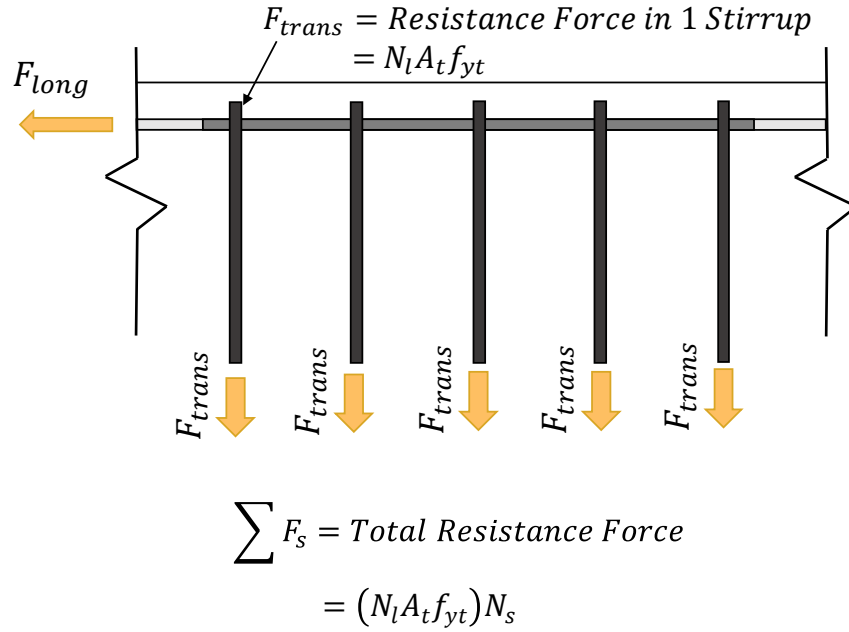 F_trans = Resistance Force in 1 Stirrup
= N_l A_t f_yt
F_long
F_trans
F_trans
F_trans
F_trans
F_trans
∑ F_s = Total Resistance Force
= (N_l A_t f_yt) N_s